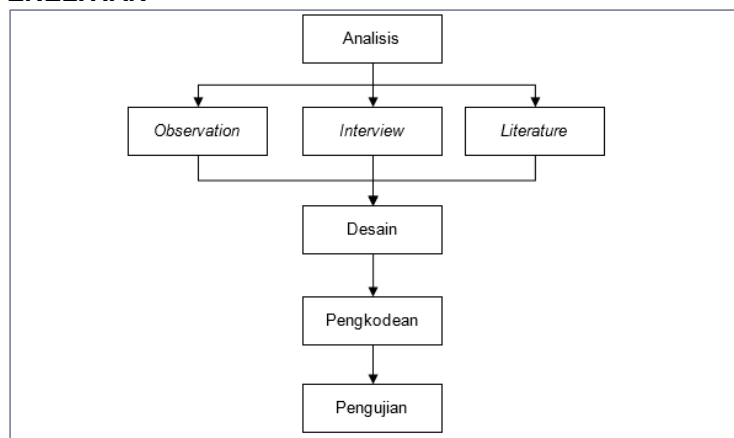 Analisis
Observation Interview Literature
Desain
Pengkodean
Pengujian